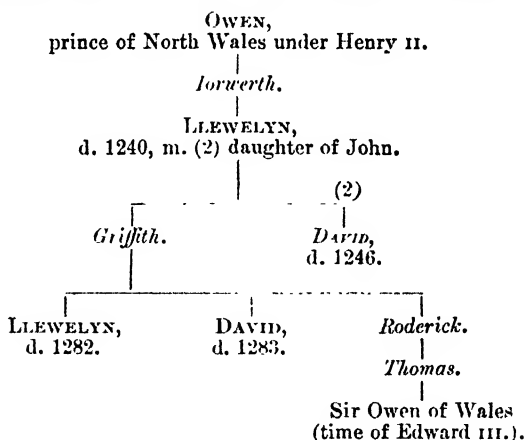 OWEN,
prince of North Wales under Henry II.
Iorwerth.
LLEWELYN,
d. 1240, m. (2) daughter of John.
(2)
Griffith. DAVID,
d. 1246.
LLEWELYN, DAVID, Roderick.
d. 1282. d. 1283.
Thomas.
Sir Owen of Wales
(time of Edward III.).